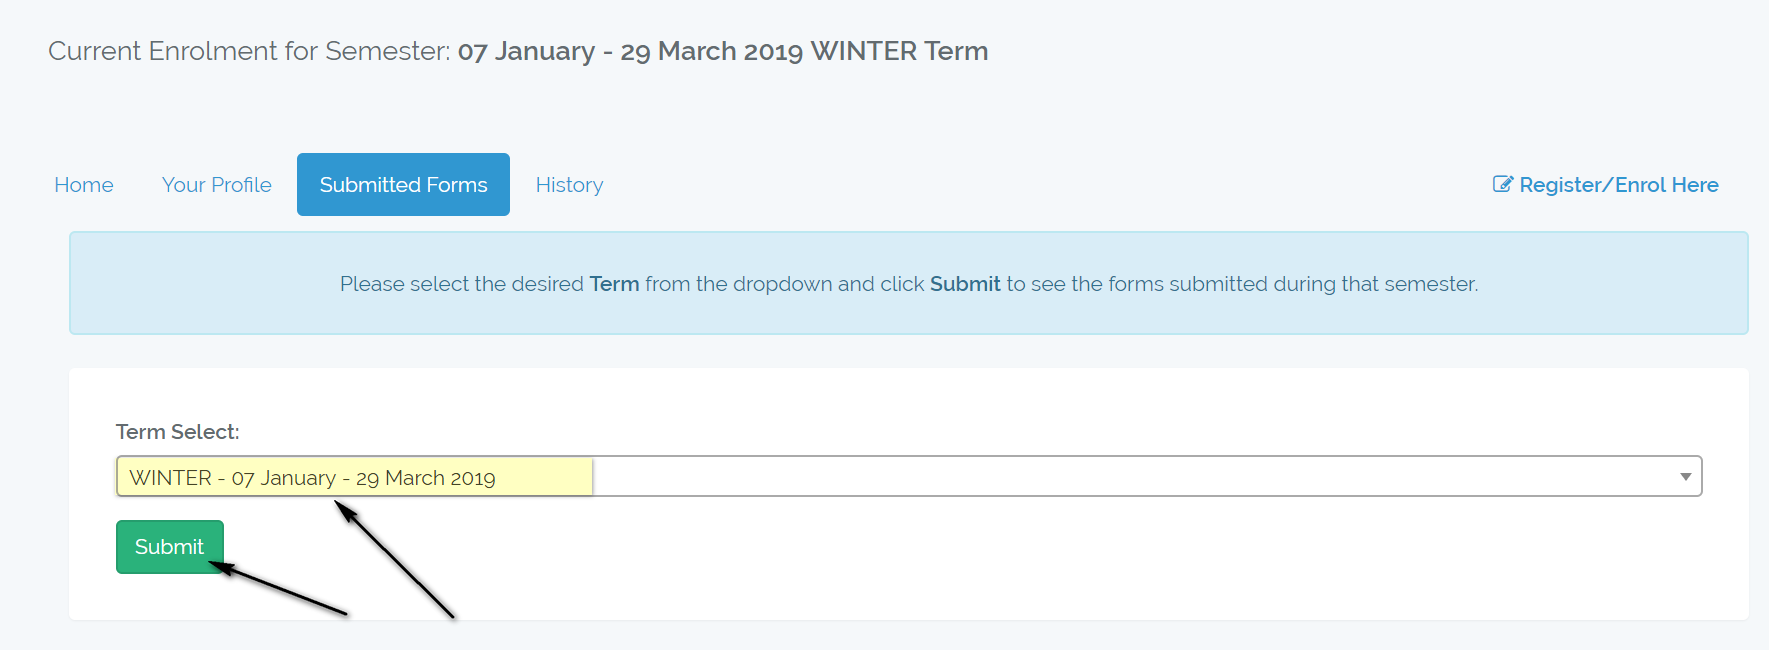 Current Enrolment for Semester: 07 January - 29 March 2019 WINTER Term
Home Your Profile Submitted Forms History Register/Enrol Here
Please select the desired Term from the dropdown and click Submit to see the forms submitted during that semester.
Term Select:
WINTER - 07 January - 29 March 2019
Submit